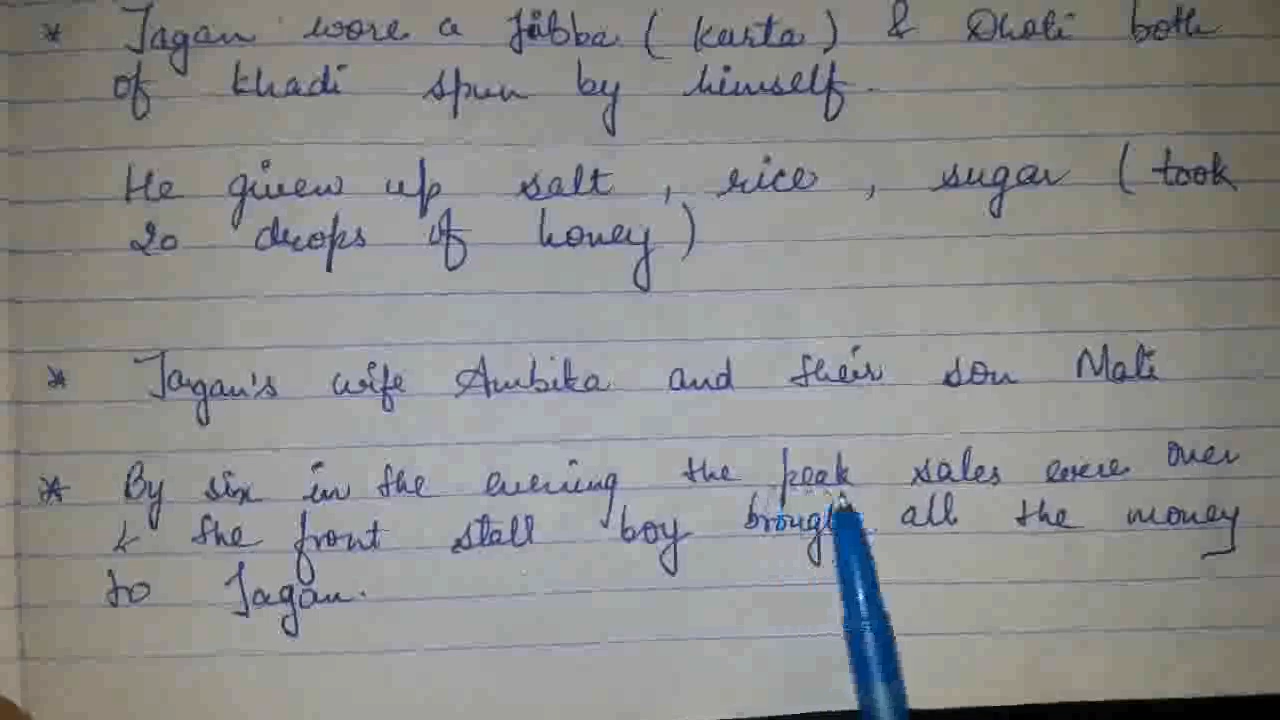 * Jagan wore a Jibba (kurta) & Dhoti both
of khadi spun by himself.
He given up salt, rice, sugar (took
20 drops of honey)
* Jagan's wife Ambika and their son Mali
* By six in the evening the peak sales were over
& the front stall boy brought all the money
to Jagan.